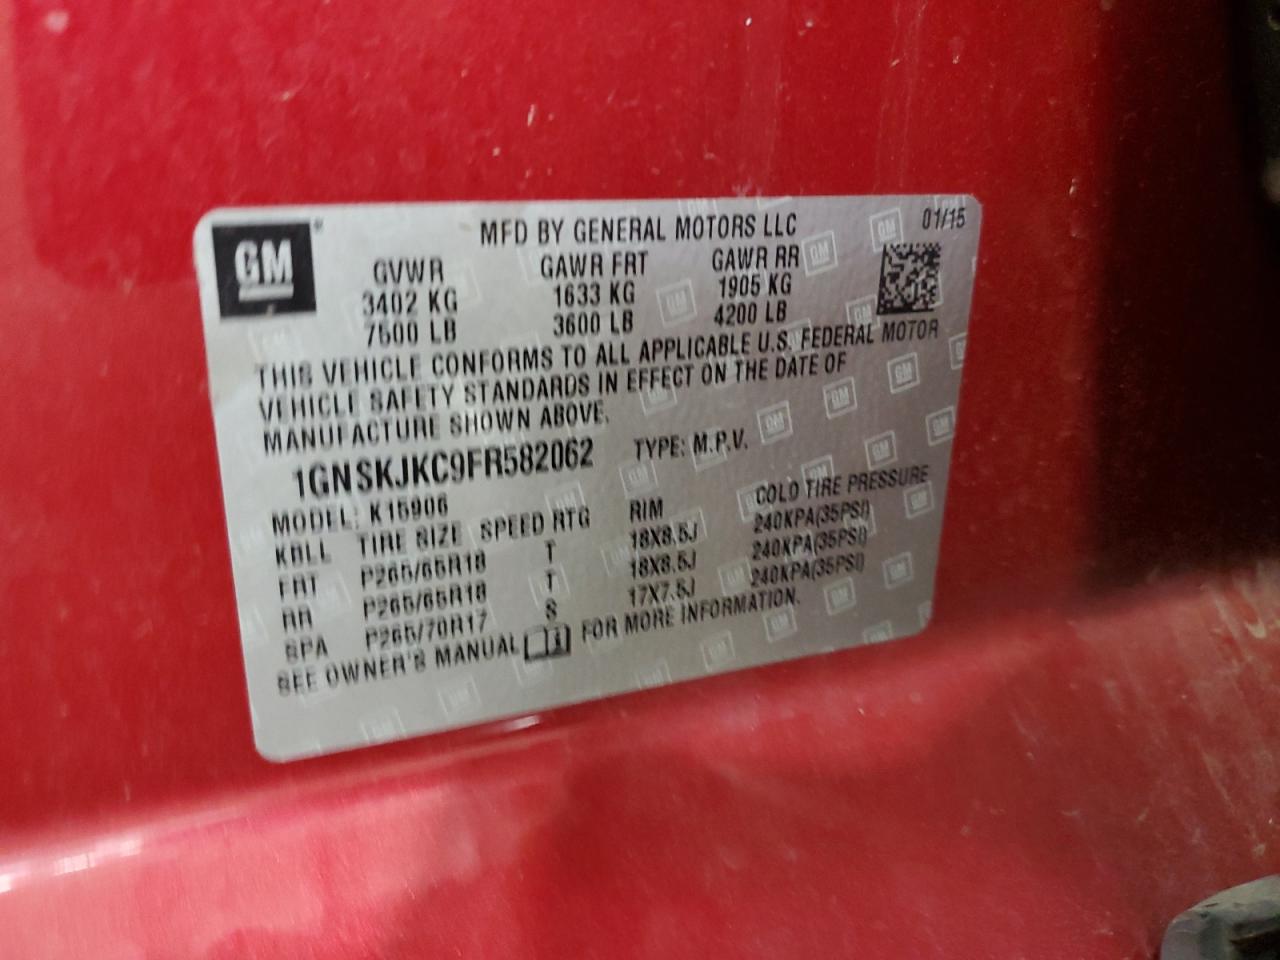 GM
MFD BY GENERAL MOTORS LLC 01/15
GVWR GAWR FRT GAWR RR
3402 KG 1633 KG 1905 KG
7500 LB 3600 LB 4200 LB
THIS VEHICLE CONFORMS TO ALL APPLICABLE U.S. FEDERAL MOTOR
VEHICLE SAFETY STANDARDS IN EFFECT ON THE DATE OF
MANUFACTURE SHOWN ABOVE.
1GNSKJKC9FR582062 TYPE: M.P.V.
MODEL: K15906
KBLL TIRE SIZE SPEED RTG RIM COLD TIRE PRESSURE
FRT P265/65R18 T 18X8.5J 240KPA(35PSI)
RR P265/65R18 T 18X8.5J 240KPA(35PSI)
SPA P265/70R17 S 17X7.5J 240KPA(35PSI)
SEE OWNER'S MANUAL FOR MORE INFORMATION.